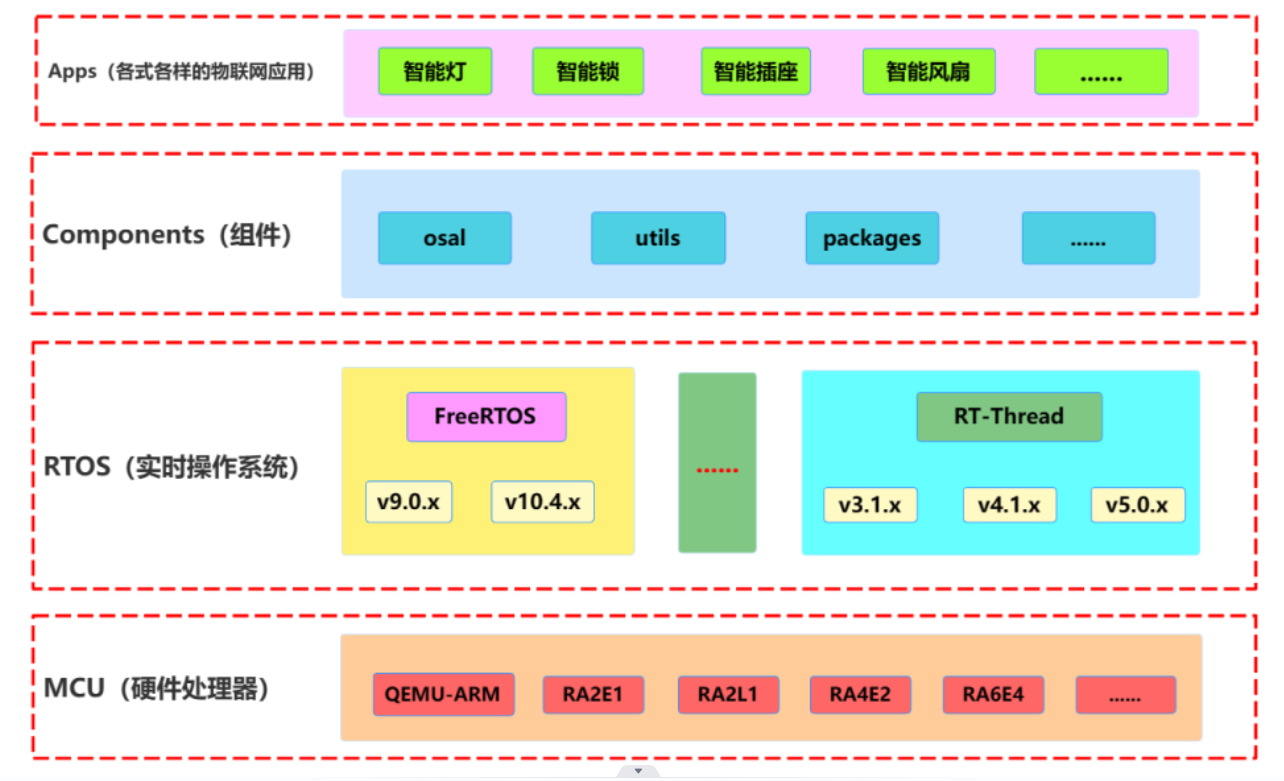 Apps（各式各样的物联网应用）
智能灯 智能锁 智能插座 智能风扇 ......
Components（组件）
osal utils packages ......
RTOS（实时操作系统）
FreeRTOS
v9.0.x v10.4.x
......
RT-Thread
v3.1.x v4.1.x v5.0.x
MCU（硬件处理器）
QEMU-ARM RA2E1 RA2L1 RA4E2 RA6E4 ......